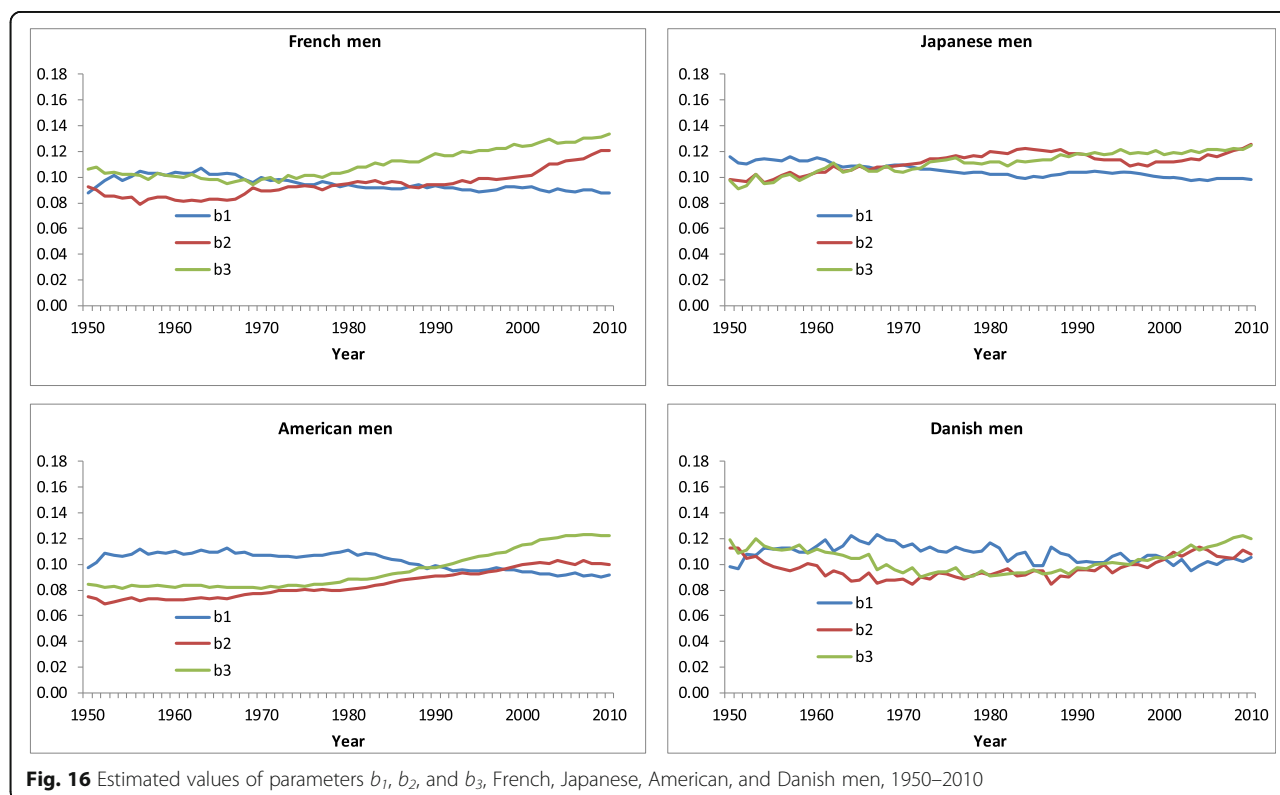 French men
0.18
0.16
0.14
0.12
0.10
0.08
0.06
0.04
0.02
0.00
b1
b2
b3
1950 1960 1970 1980 1990 2000 2010
Year
Japanese men
0.18
0.16
0.14
0.12
0.10
0.08
0.06
0.04
0.02
0.00
b1
b2
b3
1950 1960 1970 1980 1990 2000 2010
Year
American men
0.18
0.16
0.14
0.12
0.10
0.08
0.06
0.04
0.02
0.00
b1
b2
b3
1950 1960 1970 1980 1990 2000 2010
Year
Danish men
0.18
0.16
0.14
0.12
0.10
0.08
0.06
0.04
0.02
0.00
b1
b2
b3
1950 1960 1970 1980 1990 2000 2010
Year
Fig. 16 Estimated values of parameters b₁, b₂, and b₃, French, Japanese, American, and Danish men, 1950–2010